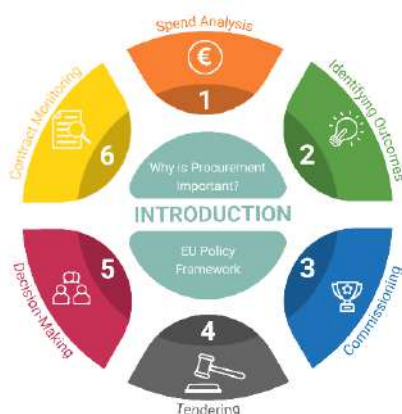 Spend Analysis
€
1
Identifying Outcomes
2
Commissioning
3
Tendering
4
Decision-Making
5
Contract Monitoring
6
Why is Procurement
Important?
INTRODUCTION
EU Policy
Framework